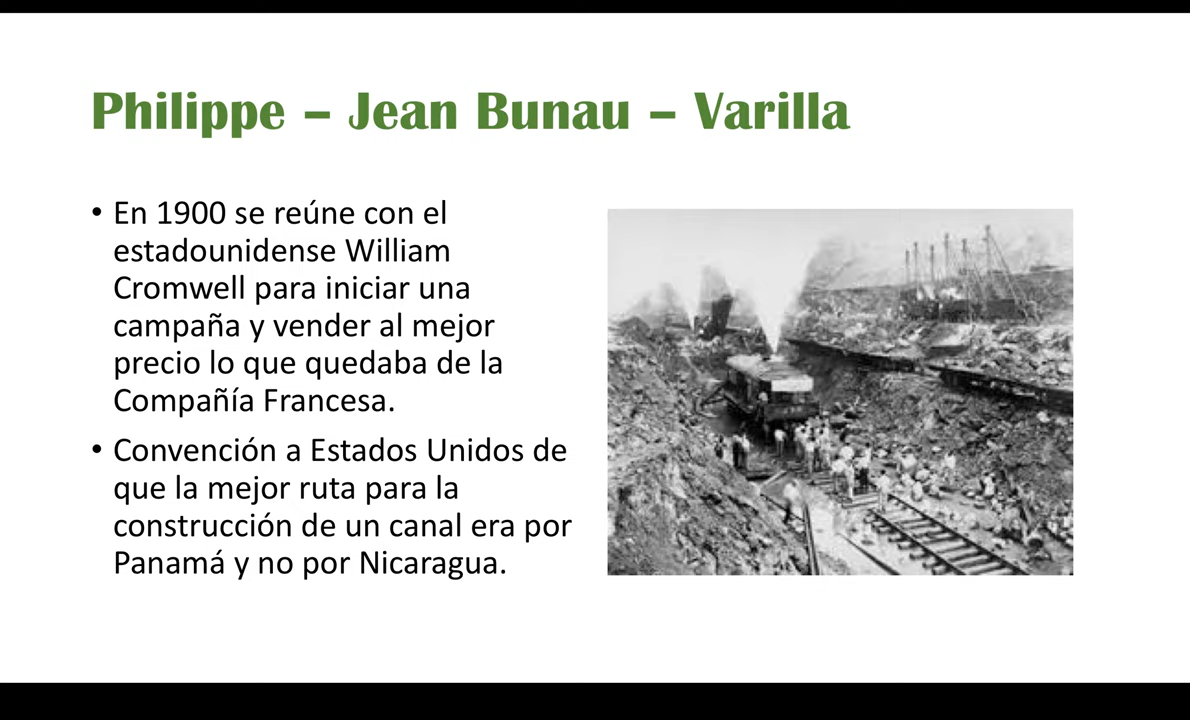 Philippe – Jean Bunau – Varilla
• En 1900 se reúne con el
estadounidense William
Cromwell para iniciar una
campaña y vender al mejor
precio lo que quedaba de la
Compañía Francesa.
• Convención a Estados Unidos de
que la mejor ruta para la
construcción de un canal era por
Panamá y no por Nicaragua.